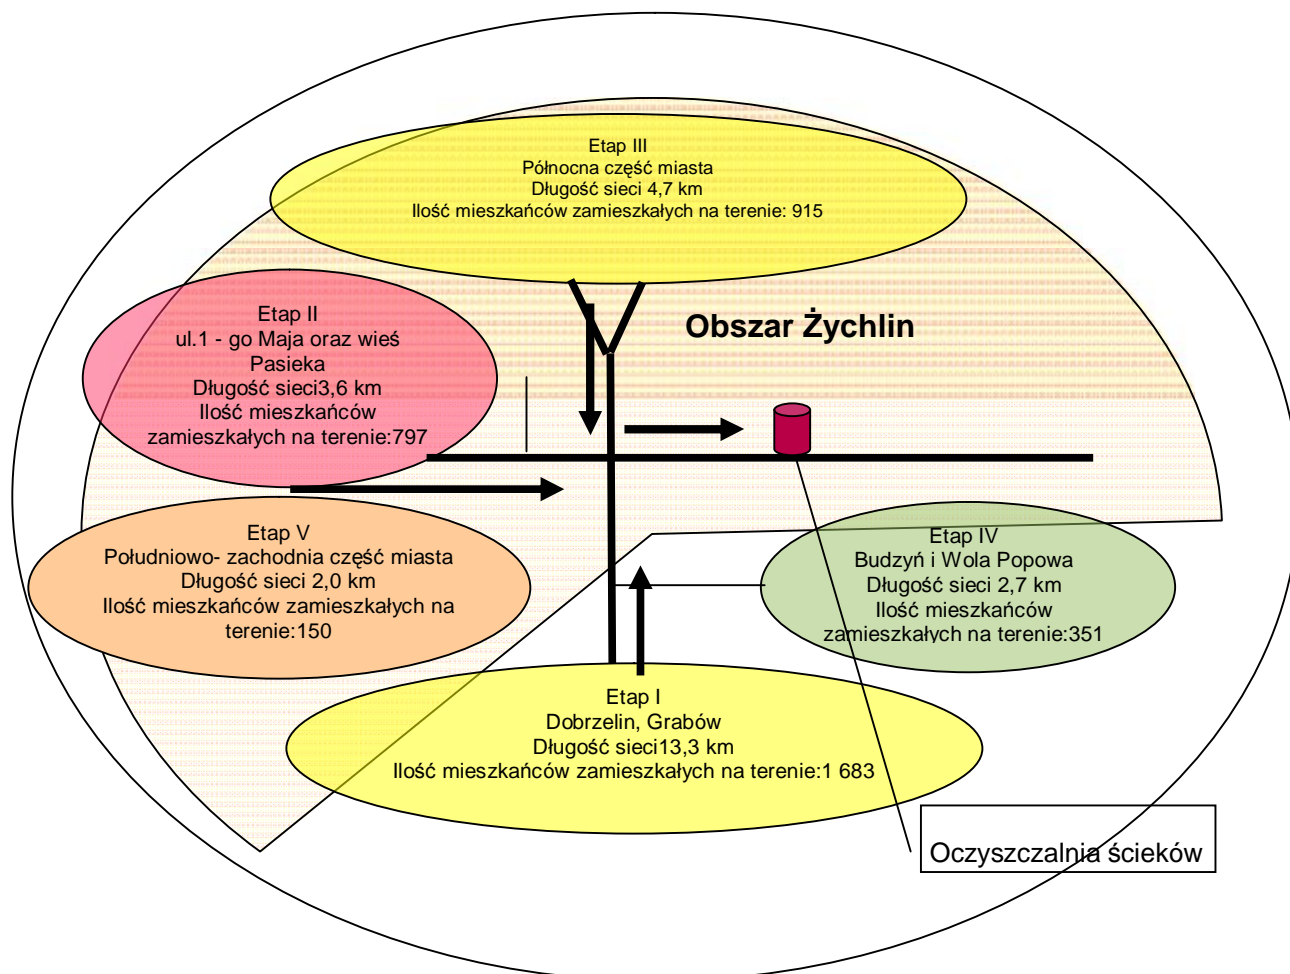 Etap III
Północna część miasta
Długość sieci 4,7 km
Ilość mieszkańców zamieszkałych na terenie: 915
Obszar Żychlin
Etap II
ul.1 - go Maja oraz wieś
Pasieka
Długość sieci3,6 km
Ilość mieszkańców
zamieszkałych na terenie:797
Etap V
Południowo- zachodnia część miasta
Długość sieci 2,0 km
Ilość mieszkańców zamieszkałych na
terenie:150
Etap IV
Budzyń i Wola Popowa
Długość sieci 2,7 km
Ilość mieszkańców
zamieszkałych na terenie:351
Etap I
Dobrzelin, Grabów
Długość sieci13,3 km
Ilość mieszkańców zamieszkałych na terenie:1 683
Oczyszczalnia ścieków